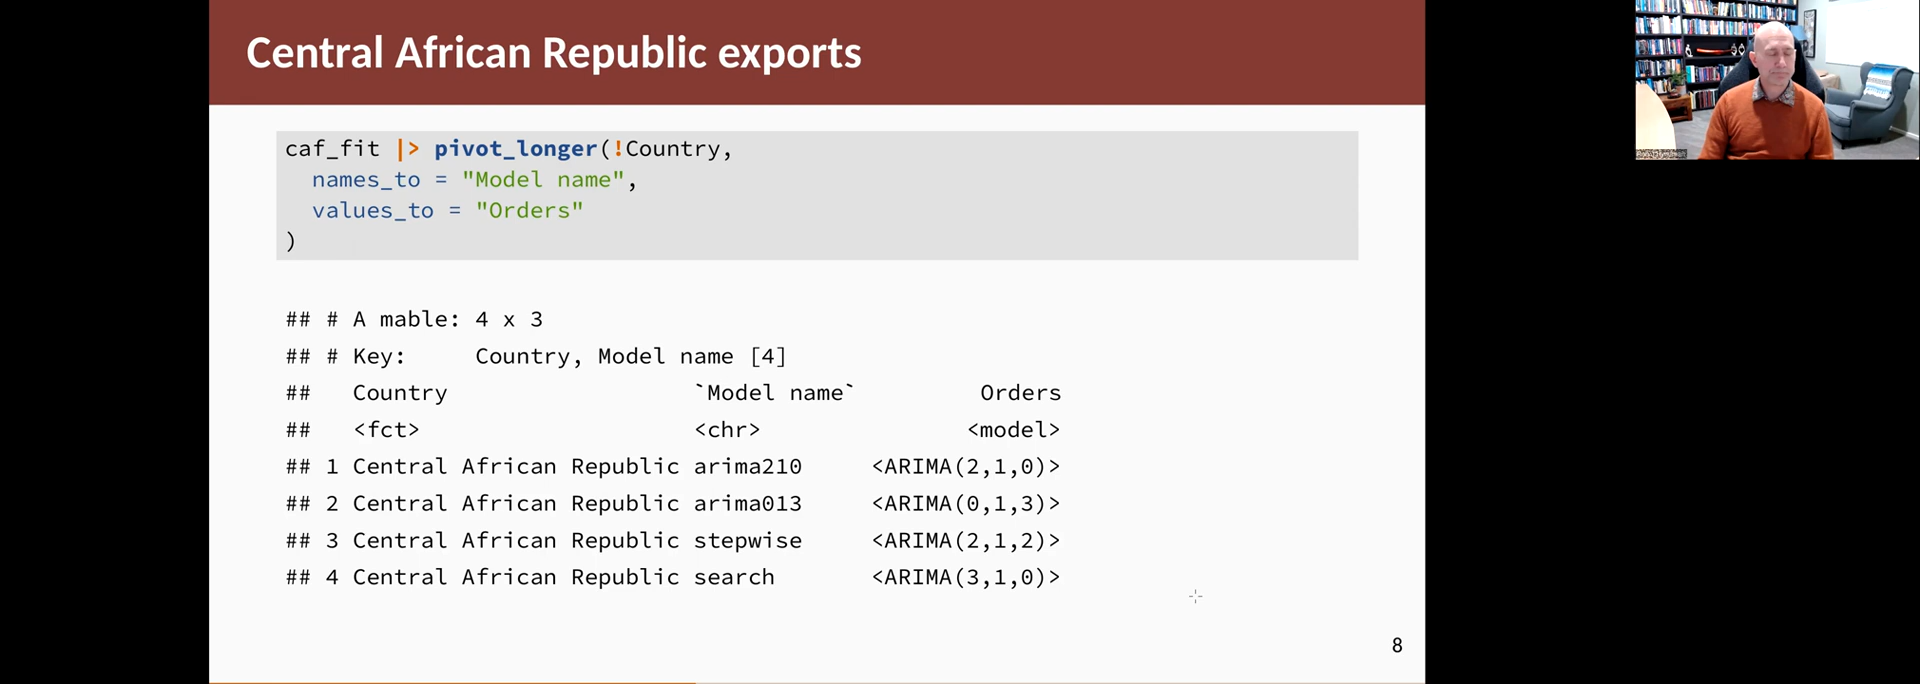 Central African Republic exports
caf_fit |> pivot_longer(!Country,
  names_to = "Model name",
  values_to = "Orders"
)
## # A mable: 4 x 3
## # Key:     Country, Model name [4]
##   Country                  `Model name`         Orders
##   <fct>                    <chr>               <model>
## 1 Central African Republic arima210     <ARIMA(2,1,0)>
## 2 Central African Republic arima013     <ARIMA(0,1,3)>
## 3 Central African Republic stepwise     <ARIMA(2,1,2)>
## 4 Central African Republic search       <ARIMA(3,1,0)>
8